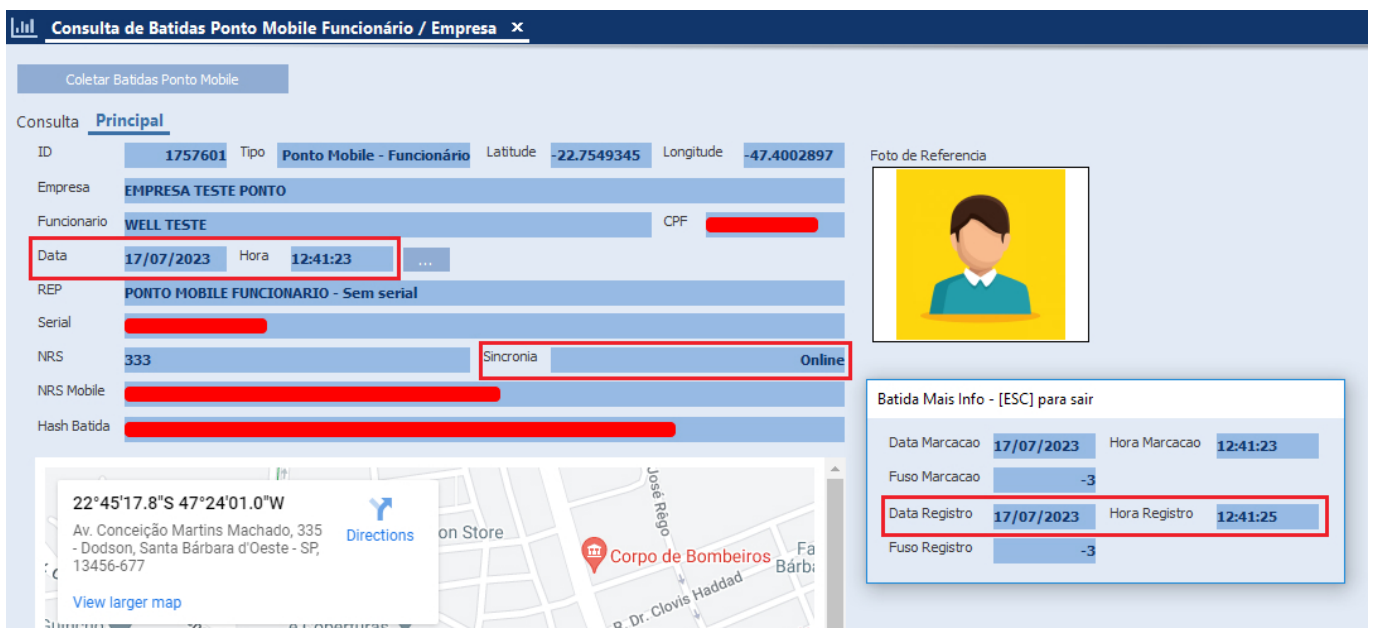 Consulta de Batidas Ponto Mobile Funcionário / Empresa ×
Coletar Batidas Ponto Mobile
Consulta Principal
ID 1757601 Tipo Ponto Mobile - Funcionário Latitude -22.7549345 Longitude -47.4002897
Foto de Referencia
Empresa EMPRESA TESTE PONTO
Funcionario WELL TESTE CPF
Data 17/07/2023 Hora 12:41:23 ...
REP PONTO MOBILE FUNCIONARIO - Sem serial
Serial
NRS 333 Sincronia Online
NRS Mobile
Hash Batida
Batida Mais Info - [ESC] para sair
Data Marcacao 17/07/2023 Hora Marcacao 12:41:23
Fuso Marcacao -3
Data Registro 17/07/2023 Hora Registro 12:41:25
Fuso Registro -3
22°45'17.8"S 47°24'01.0"W
Av. Conceição Martins Machado, 335
- Dodson, Santa Bárbara d'Oeste - SP,
13456-677
Directions
View larger map
on Store
José Rêgo
Corpo de Bombeiros
Fa
Bárba
R. Dr. Clovis Haddad